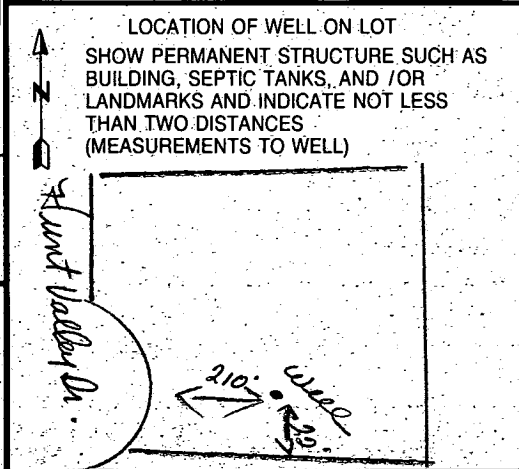 LOCATION OF WELL ON LOT
SHOW PERMANENT STRUCTURE SUCH AS
BUILDING, SEPTIC TANKS, AND /OR
LANDMARKS AND INDICATE NOT LESS
THAN TWO DISTANCES
(MEASUREMENTS TO WELL)
N
Hunt Valley Dr.
210'
Well
22'